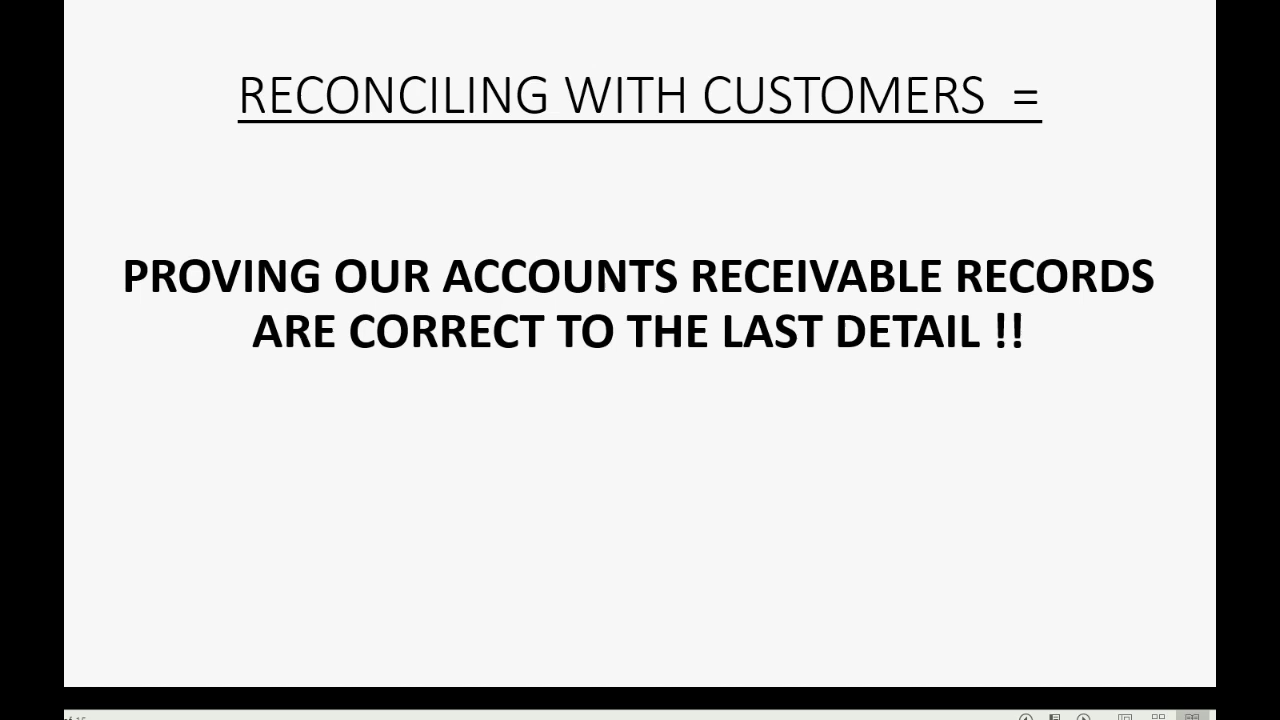 RECONCILING WITH CUSTOMERS =
PROVING OUR ACCOUNTS RECEIVABLE RECORDS
ARE CORRECT TO THE LAST DETAIL !!